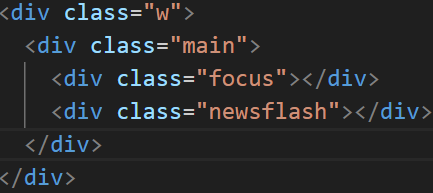 <div class="w">
<div class="main">
<div class="focus"></div>
<div class="newsflash"></div>
</div>
</div>